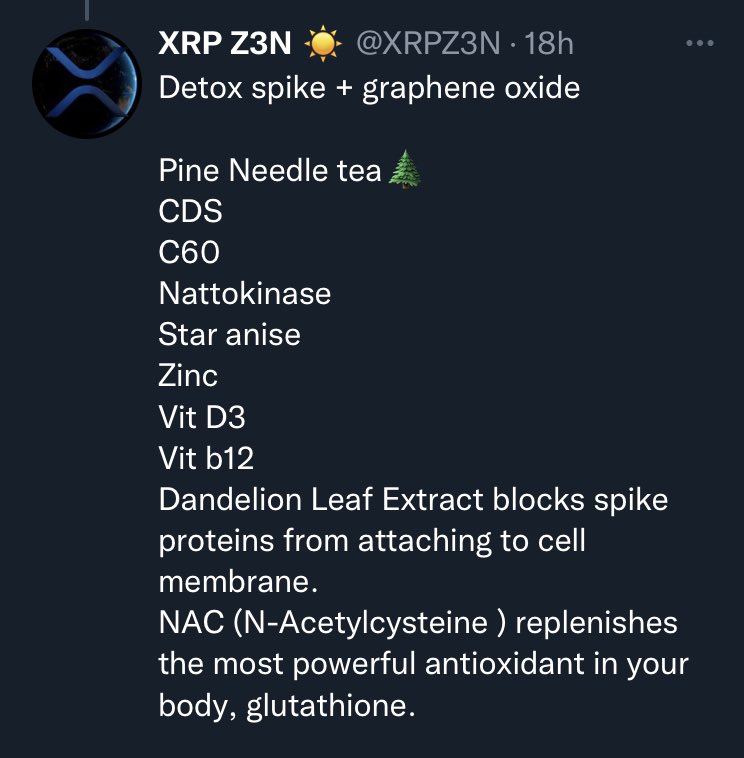 XRP Z3N ☀️ @XRPZ3N · 18h
Detox spike + graphene oxide
Pine Needle tea🌲
CDS
C60
Nattokinase
Star anise
Zinc
Vit D3
Vit b12
Dandelion Leaf Extract blocks spike
proteins from attaching to cell
membrane.
NAC (N-Acetylcysteine ) replenishes
the most powerful antioxidant in your
body, glutathione.